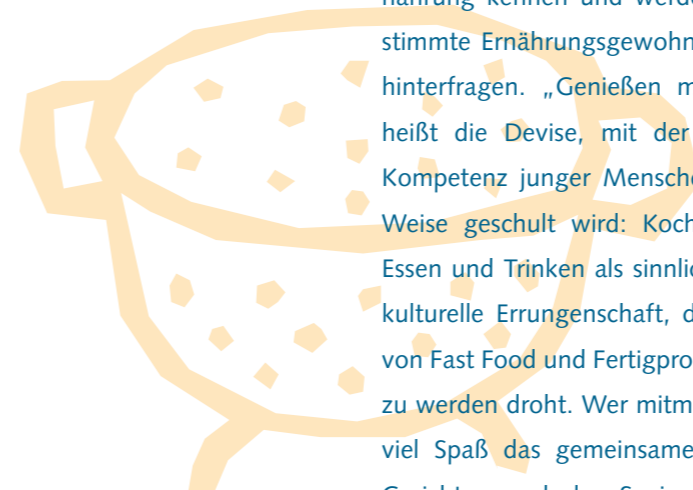 nährung kennen und werde
stimmte Ernährungsgewohn
hinterfragen. „Genießen m
heißt die Devise, mit der
Kompetenz junger Mensche
Weise geschult wird: Koch
Essen und Trinken als sinnlic
kulturelle Errungenschaft, d
von Fast Food und Fertigpro
zu werden droht. Wer mitm
viel Spaß das gemeinsame